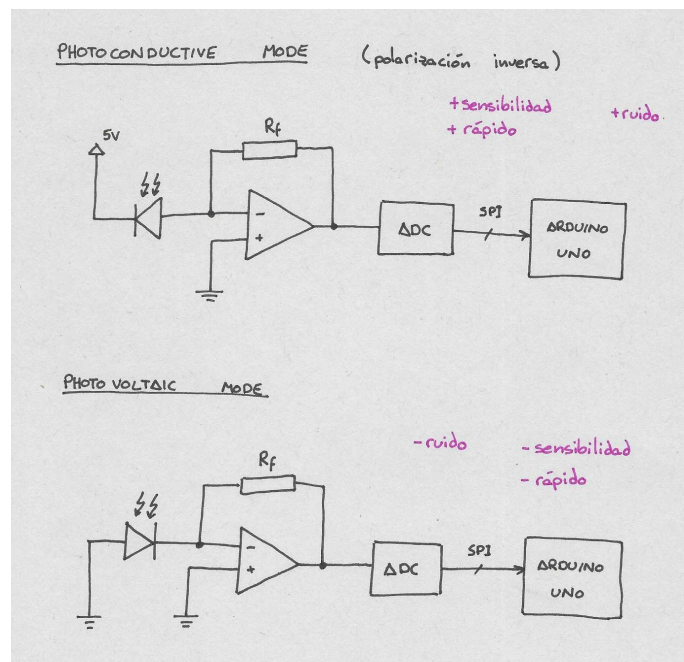 PHOTOCONDUCTIVE MODE (polarización inversa)
+sensibilidad
+ rápido
+ruido
5V
Rf
-
+
ADC
SPI
ARDUINO
UNO
PHOTOVOLTAIC MODE
-ruido
- sensibilidad
- rápido
Rf
-
+
ADC
SPI
ARDUINO
UNO